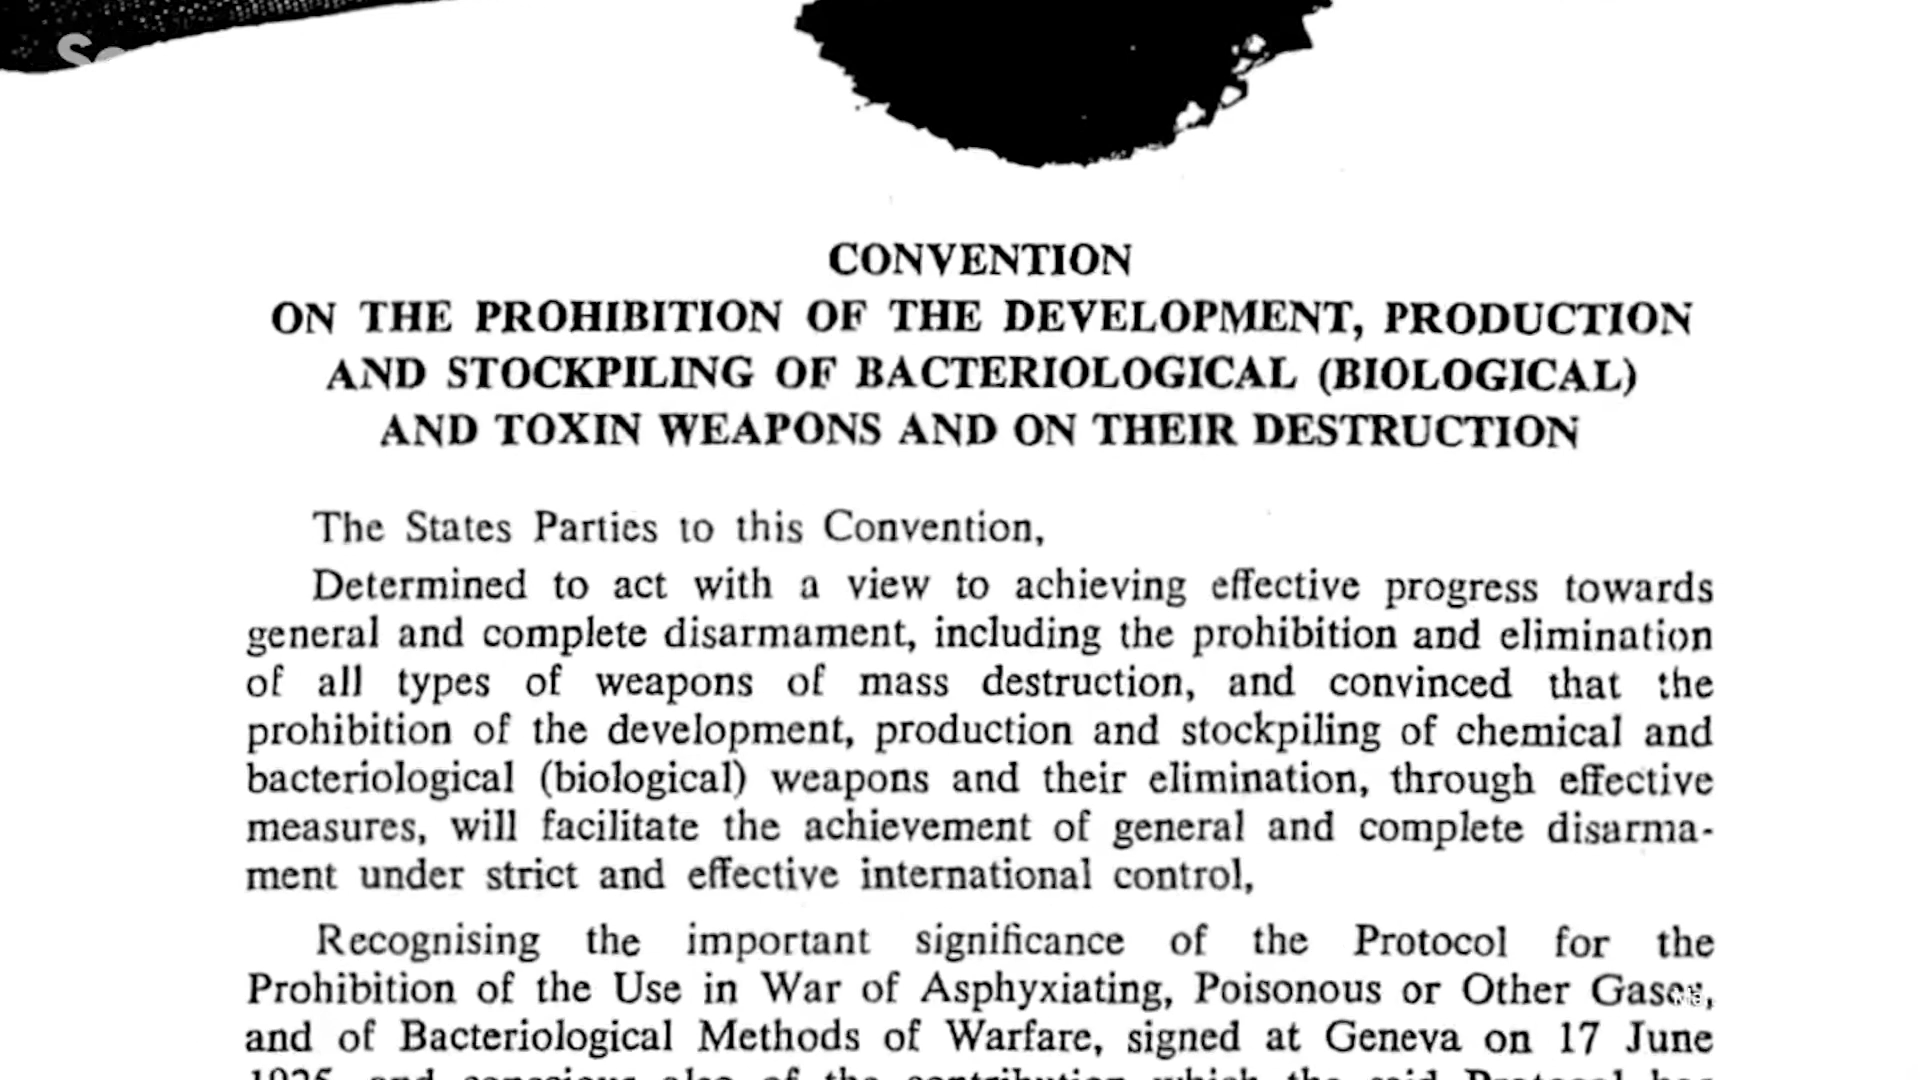 CONVENTION
ON THE PROHIBITION OF THE DEVELOPMENT, PRODUCTION
AND STOCKPILING OF BACTERIOLOGICAL (BIOLOGICAL)
AND TOXIN WEAPONS AND ON THEIR DESTRUCTION
The States Parties to this Convention,
Determined to act with a view to achieving effective progress towards
general and complete disarmament, including the prohibition and elimination
of all types of weapons of mass destruction, and convinced that the
prohibition of the development, production and stockpiling of chemical and
bacteriological (biological) weapons and their elimination, through effective
measures, will facilitate the achievement of general and complete disarma-
ment under strict and effective international control,
Recognising the important significance of the Protocol for the
Prohibition of the Use in War of Asphyxiating, Poisonous or Other Gases,
and of Bacteriological Methods of Warfare, signed at Geneva on 17 June